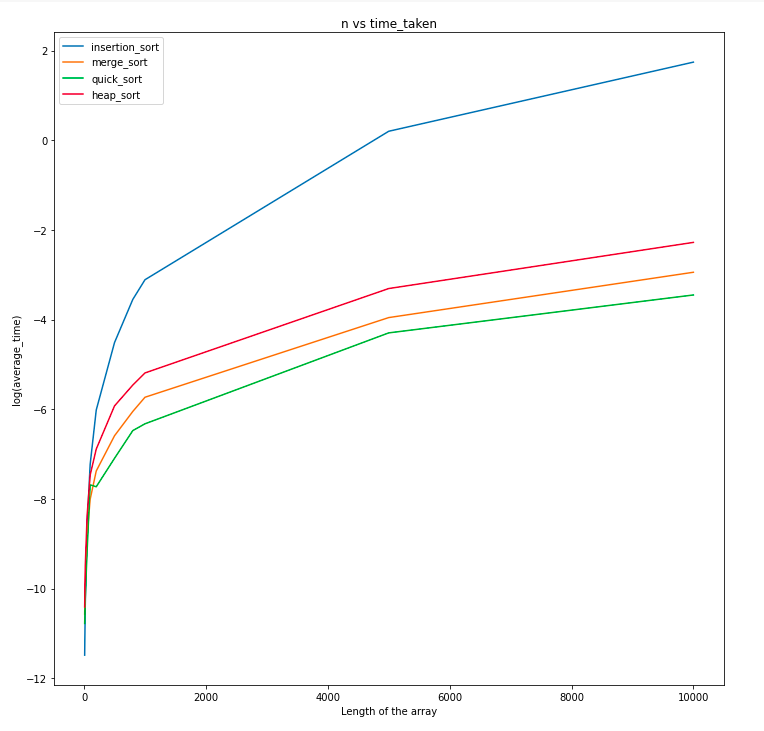 n vs time_taken
insertion_sort
merge_sort
quick_sort
heap_sort
2
0
−2
−4
−6
−8
−10
−12
log(average_time)
0 2000 4000 6000 8000 10000
Length of the array